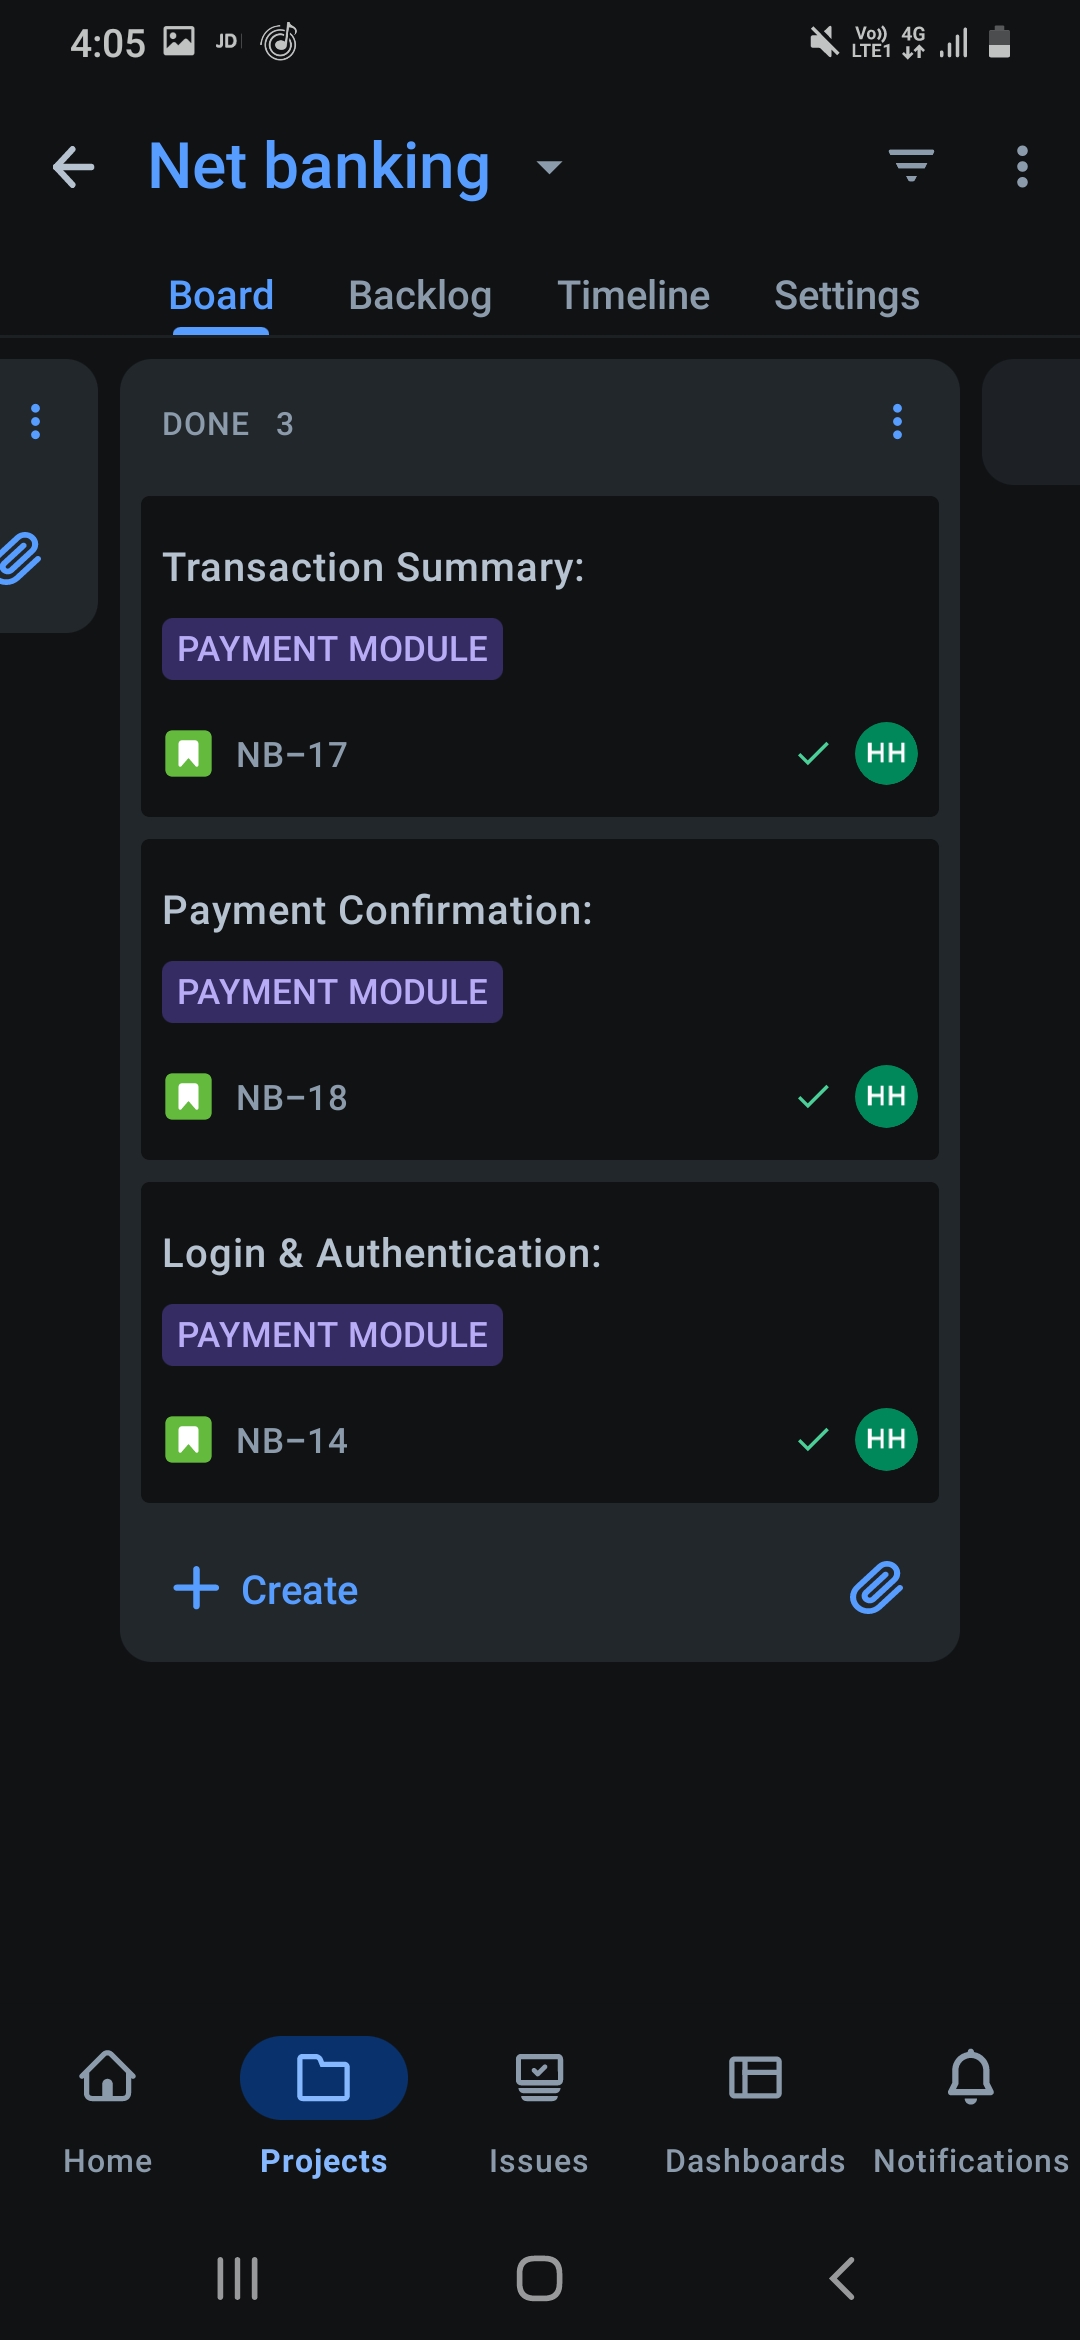 4:05 JD Vo)) LTE1 4G
Net banking
Board Backlog Timeline Settings
DONE 3
Transaction Summary:
PAYMENT MODULE
NB-17 HH
Payment Confirmation:
PAYMENT MODULE
NB-18 HH
Login & Authentication:
PAYMENT MODULE
NB-14 HH
Create
Home Projects Issues Dashboards Notifications